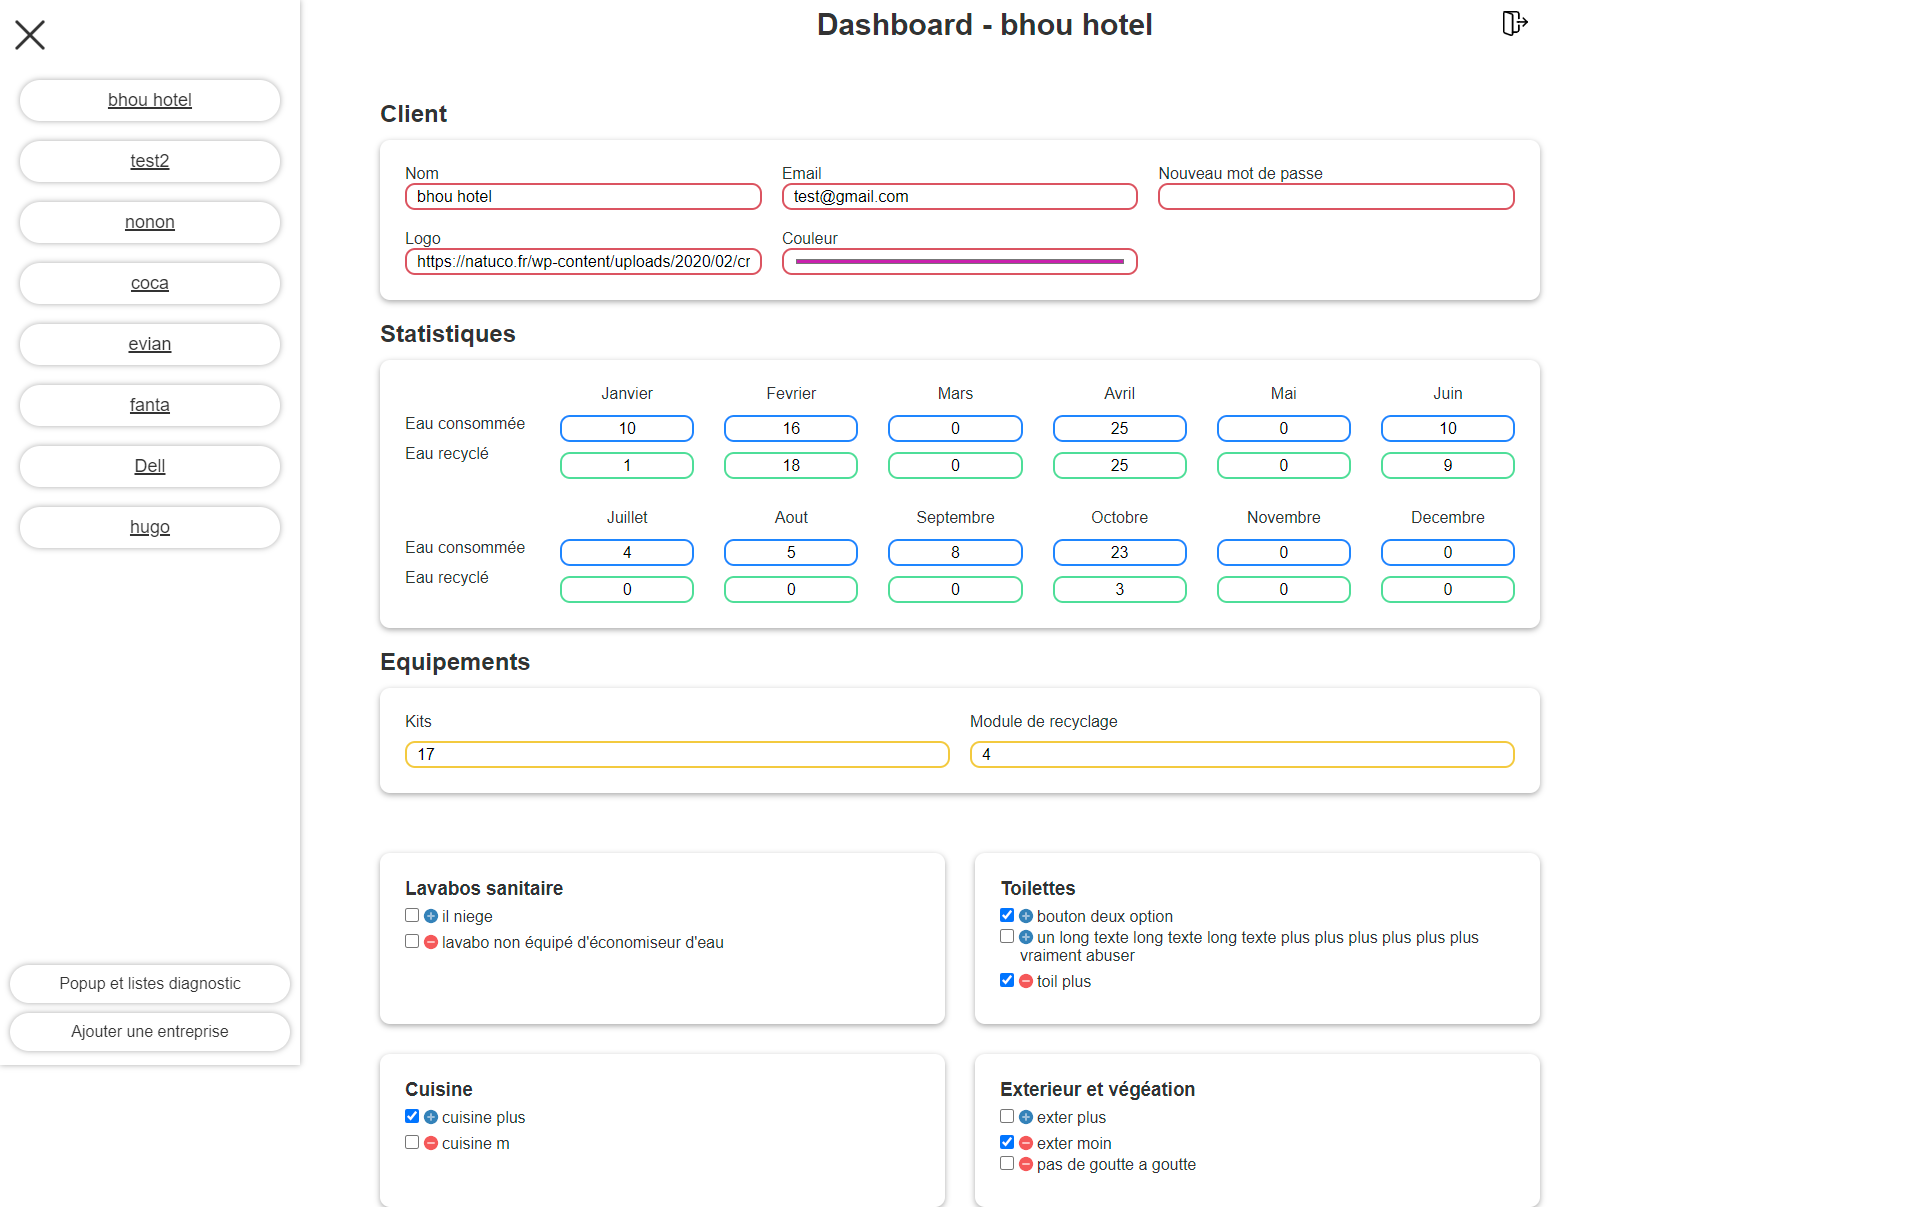 Dashboard - bhou hotel
bhou hotel
test2
nonon
coca
evian
fanta
Dell
hugo
Popup et listes diagnostic
Ajouter une entreprise
Client
Nom Email Nouveau mot de passe
bhou hotel test@gmail.com
Logo Couleur
https://natuco.fr/wp-content/uploads/2020/02/cr
Statistiques
Janvier Fevrier Mars Avril Mai Juin
Eau consommée 10 16 0 25 0 10
Eau recyclé 1 18 0 25 0 9
Juillet Aout Septembre Octobre Novembre Decembre
Eau consommée 4 5 8 23 0 0
Eau recyclé 0 0 0 3 0 0
Equipements
Kits Module de recyclage
17 4
Lavabos sanitaire
il niege
lavabo non équipé d'économiseur d'eau
Toilettes
bouton deux option
un long texte long texte long texte plus plus plus plus plus plus
vraiment abuser
toil plus
Cuisine
cuisine plus
cuisine m
Exterieur et végéation
exter plus
exter moin
pas de goutte a goutte